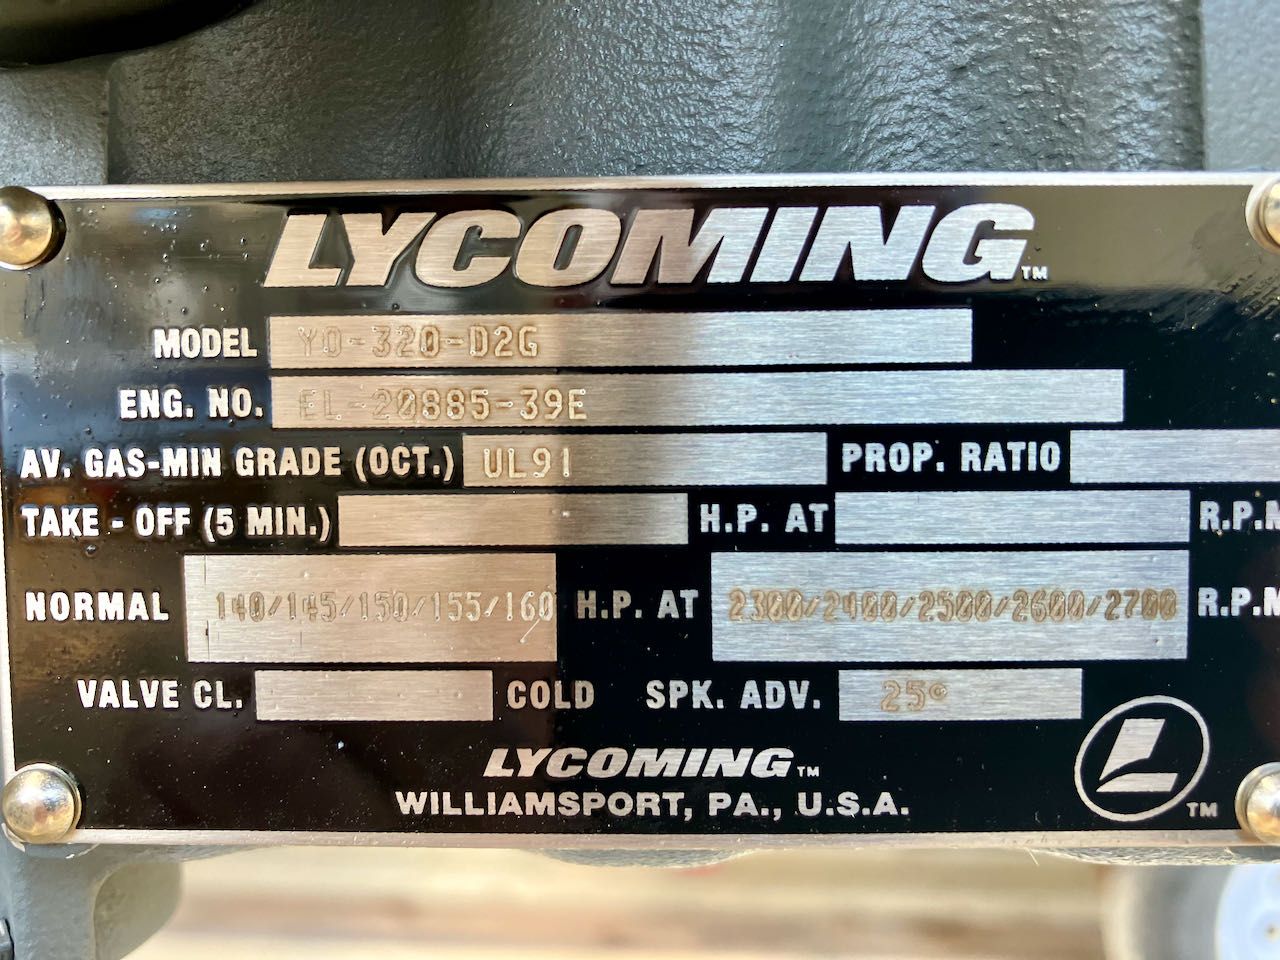 LYCOMING™
MODEL YO-320-D2G
ENG. NO. EL-20885-39E
AV. GAS-MIN GRADE (OCT.) UL91 PROP. RATIO
TAKE - OFF (5 MIN.) H.P. AT R.P.M
NORMAL 140/145/150/155/160 H.P. AT 2300/2400/2500/2600/2700 R.P.M
VALVE CL. COLD SPK. ADV. 25°
LYCOMING™
WILLIAMSPORT, PA., U.S.A.
L™